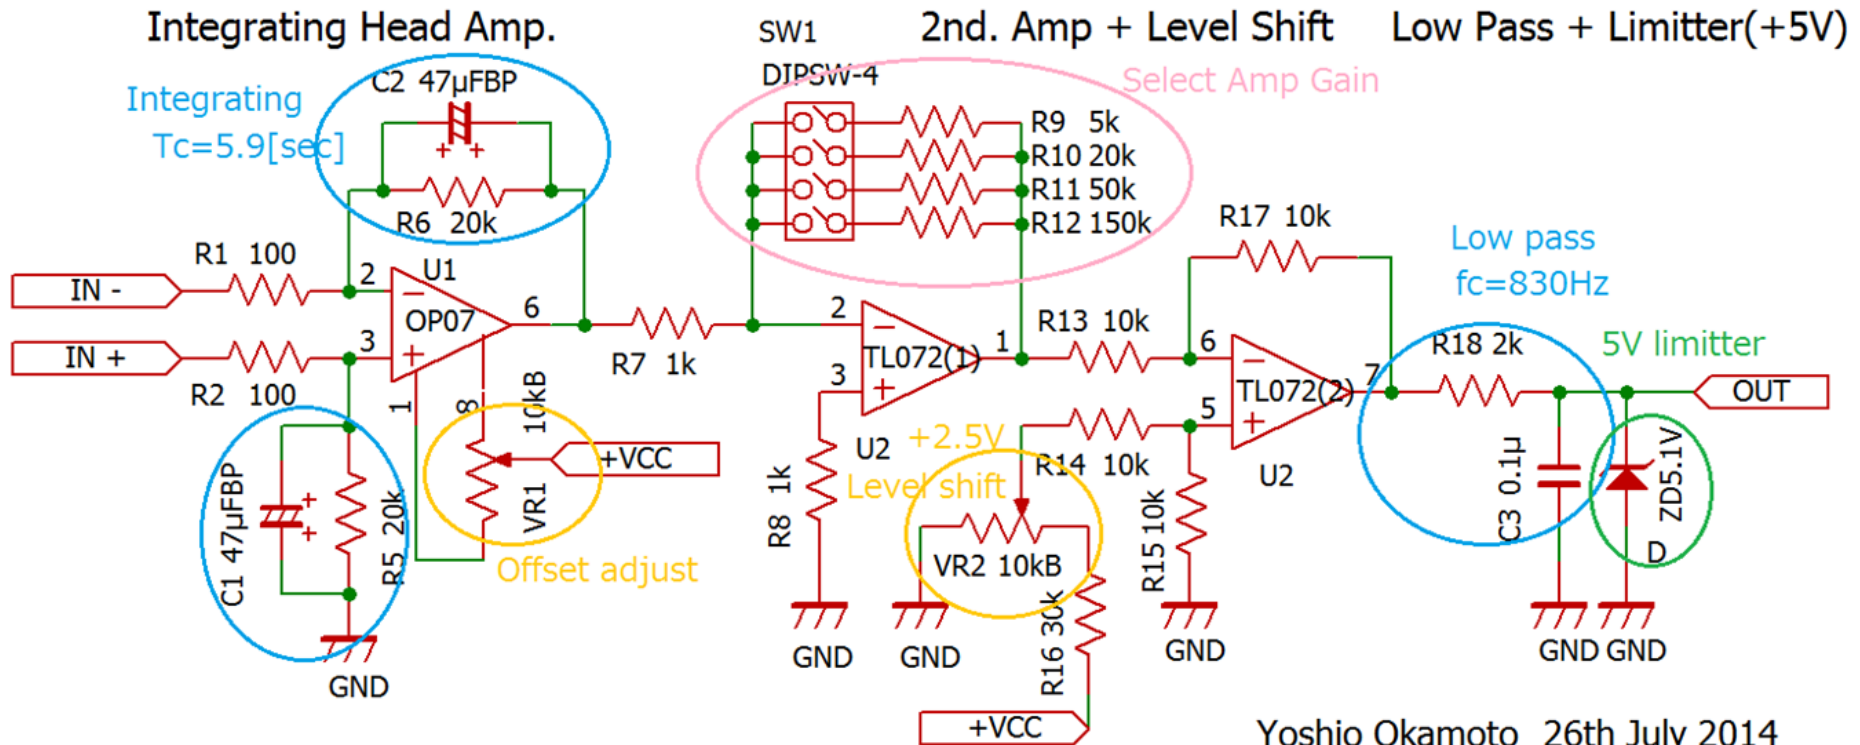 Integrating Head Amp.
SW1
2nd. Amp + Level Shift
Low Pass + Limitter(+5V)
DIPSW-4
Select Amp Gain
C2 47µFBP
Integrating
Tc=5.9[sec]
+ +
R6 20k
R9 5k
R10 20k
R11 50k
R12 150k
R17 10k
Low pass
fc=830Hz
R1 100
IN -
2
U1
OP07
6
IN +
3
R2 100
R7 1k
2
TL072(1)
1
3
U2
R13 10k
6
TL072(2)
7
5
U2
R18 2k
5V limitter
OUT
1
8
10kB
VR1
+VCC
Offset adjust
C1 47µFBP
+
+
R5 20k
GND
R8 1k
GND
+2.5V
Level shift
R14 10k
VR2 10kB
GND
R16 30k
+VCC
R15 10k
GND
C3 0.1µ
ZD5.1V
D
GND
GND
Yoshio Okamoto 26th July 2014